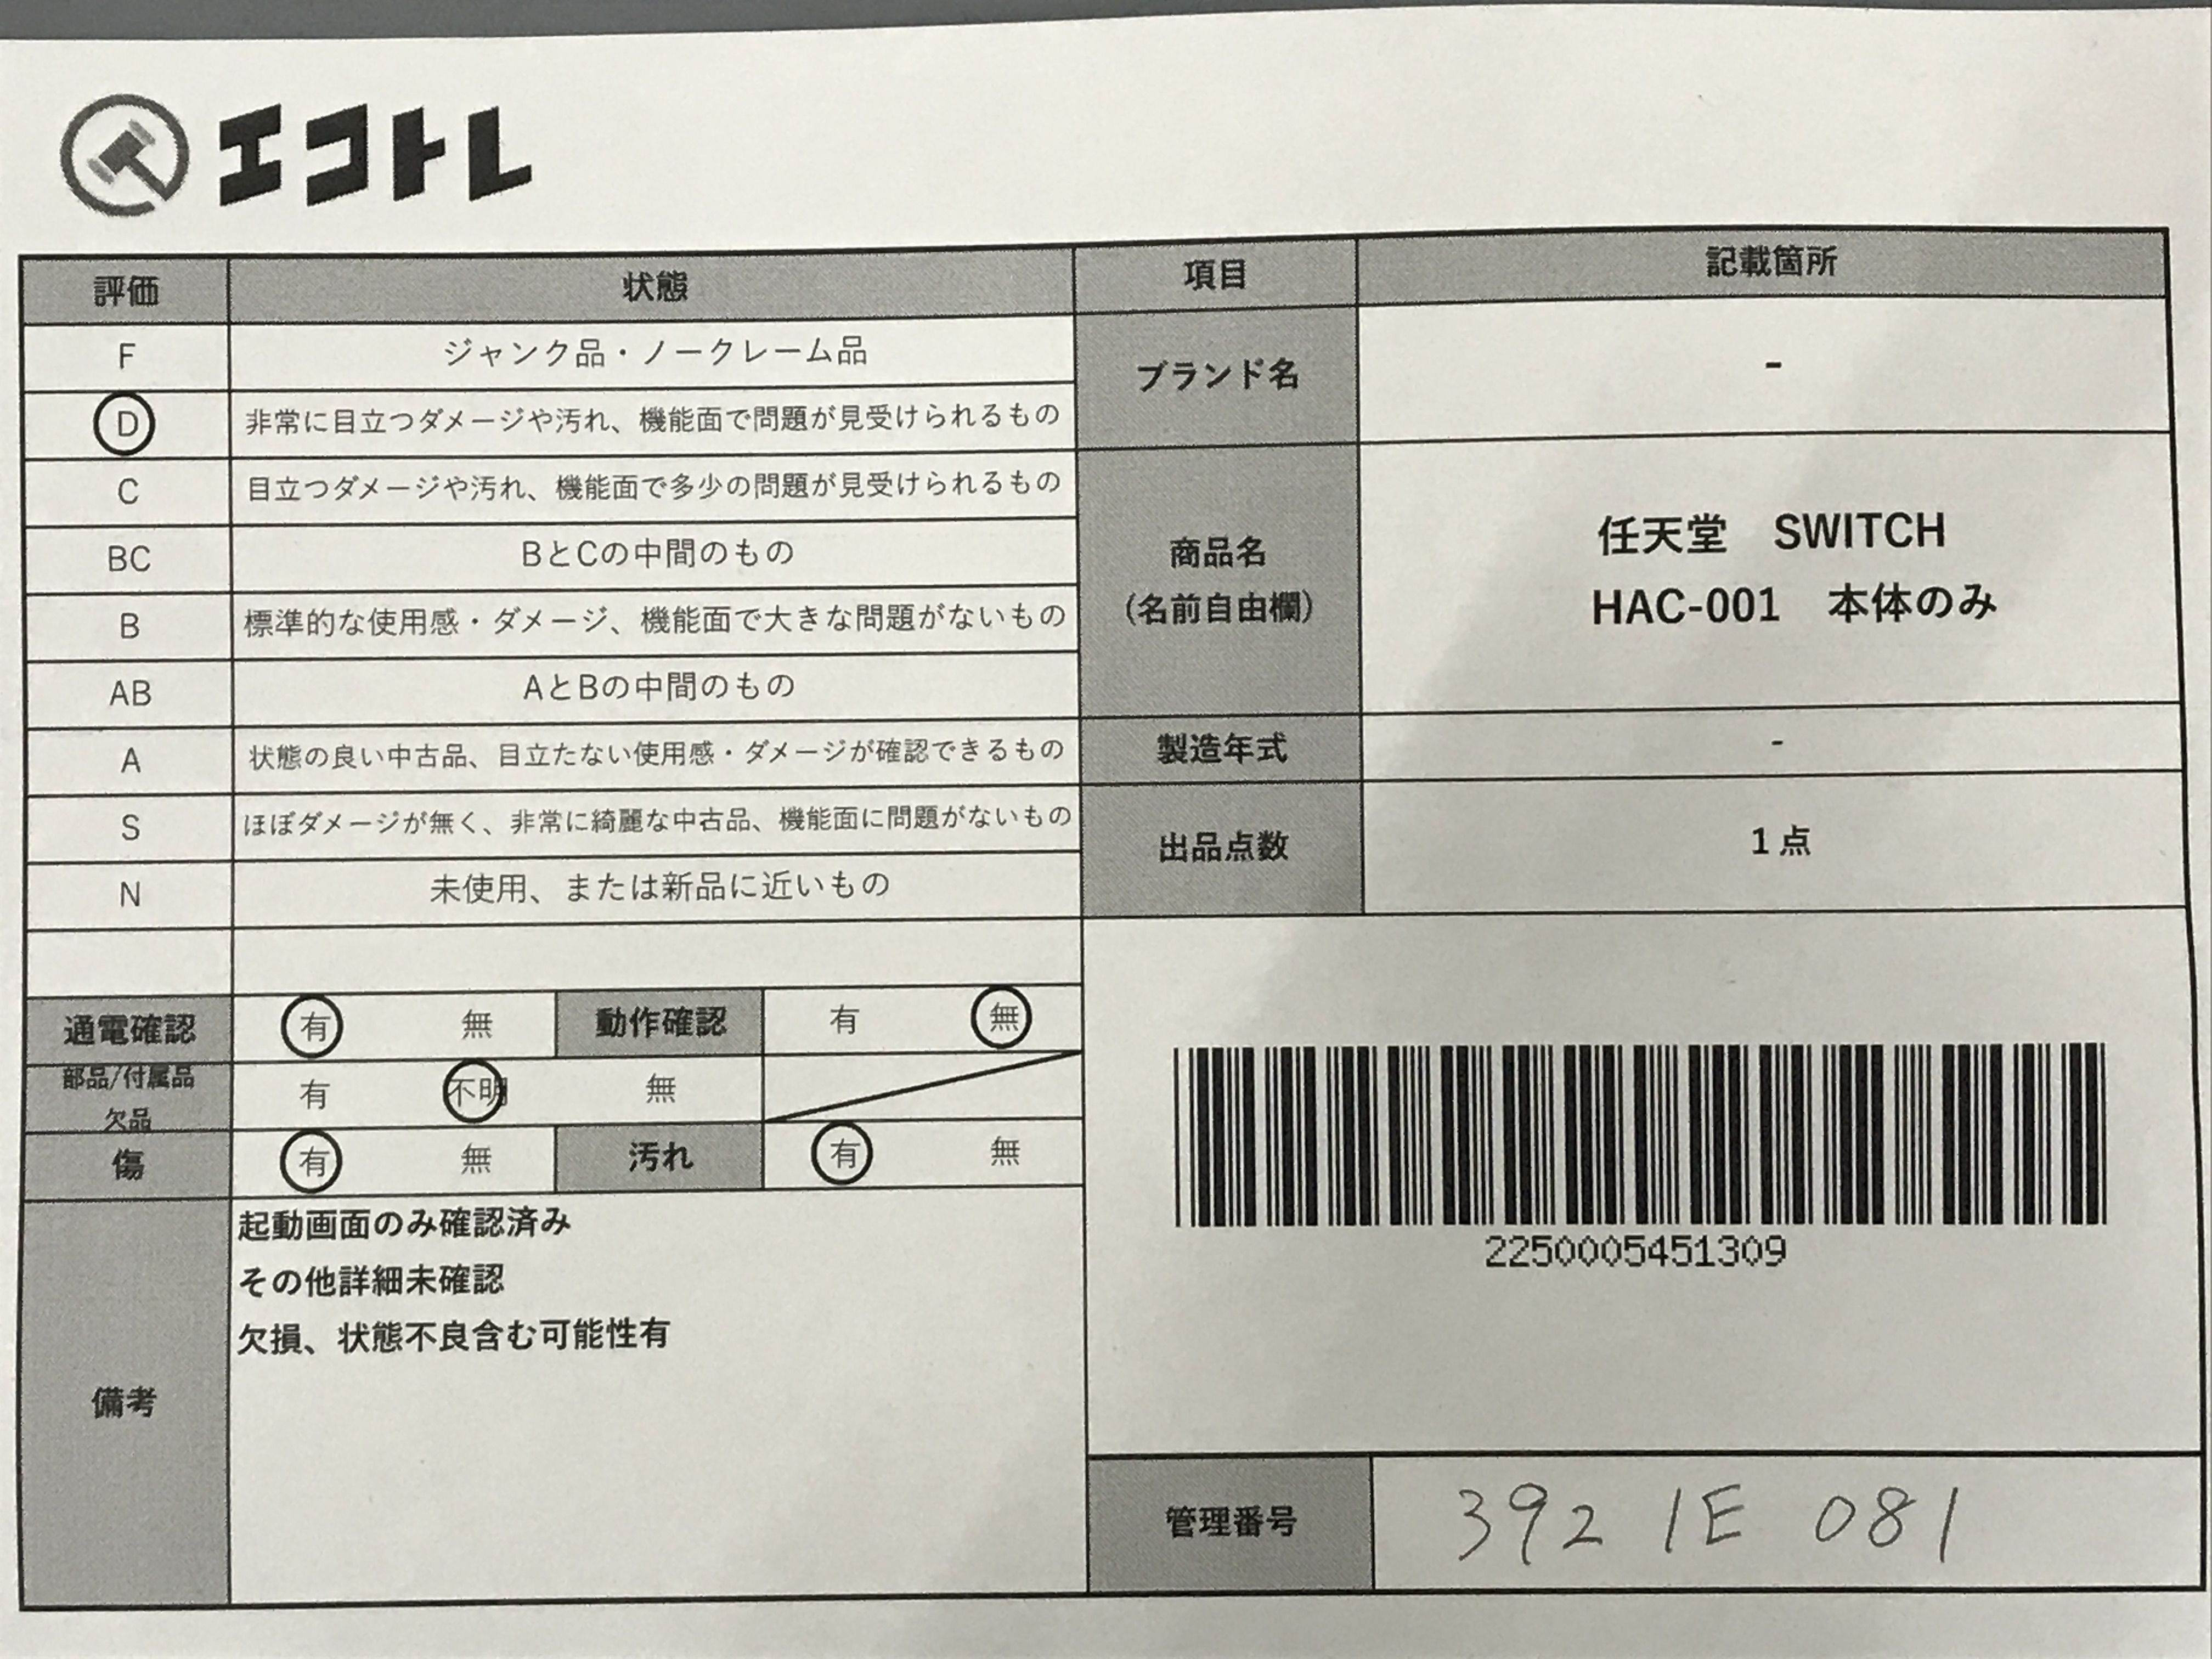 エコトレ
評価 状態 項目 記載箇所
F ジャンク品・ノークレーム品
D 非常に目立つダメージや汚れ、機能面で問題が見受けられるもの
C 目立つダメージや汚れ、機能面で多少の問題が見受けられるもの
BC BとCの中間のもの
B 標準的な使用感・ダメージ、機能面で大きな問題がないもの
AB AとBの中間のもの
A 状態の良い中古品、目立たない使用感・ダメージが確認できるもの
S ほぼダメージが無く、非常に綺麗な中古品、機能面に問題がないもの
N 未使用、または新品に近いもの
ブランド名 -
商品名
(名前自由欄)
任天堂 SWITCH
HAC-001 本体のみ
製造年式 -
出品点数 1点
通電確認 有 無 動作確認 有 無
部品/付属品
欠品
有 不明 無
傷 有 無 汚れ 有 無
備考
起動画面のみ確認済み
その他詳細未確認
欠損、状態不良含む可能性有
2250005451309
管理番号 392 1E 081